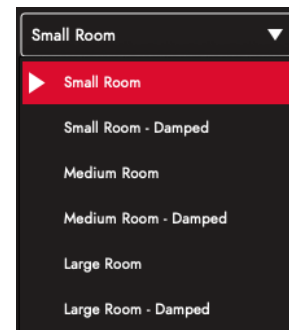 Small Room
Small Room
Small Room - Damped
Medium Room
Medium Room - Damped
Large Room
Large Room - Damped